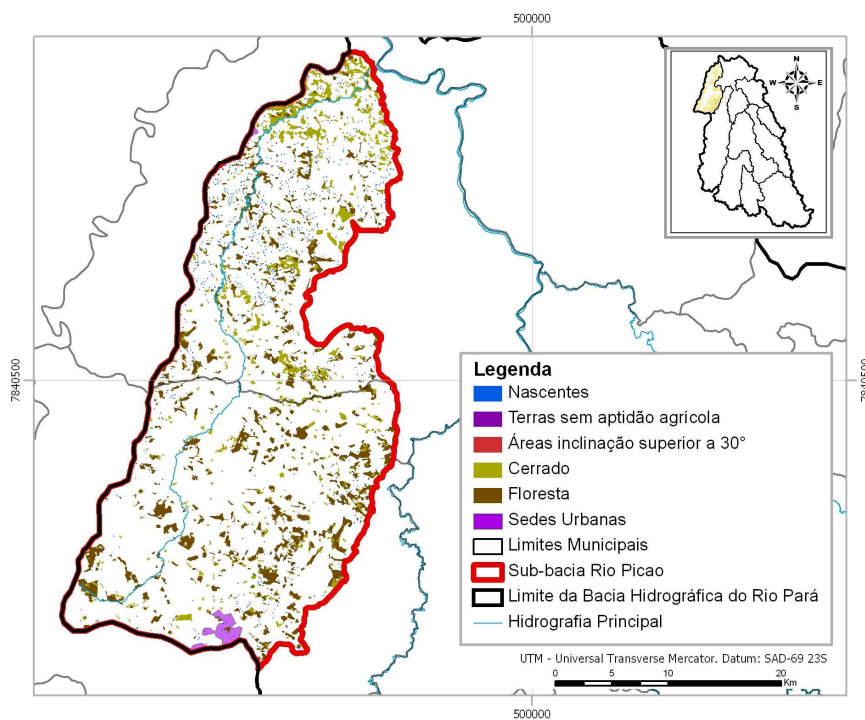 500000
N
W E
S
7840500
7840500
Legenda
Nascentes
Terras sem aptidão agrícola
Áreas inclinação superior a 30°
Cerrado
Floresta
Sedes Urbanas
Limites Municipais
Sub-bacia Rio Picao
Limite da Bacia Hidrográfica do Rio Pará
Hidrografia Principal
UTM - Universal Transverse Mercator. Datum: SAD-69 23S
0 5 10 20
Km
500000